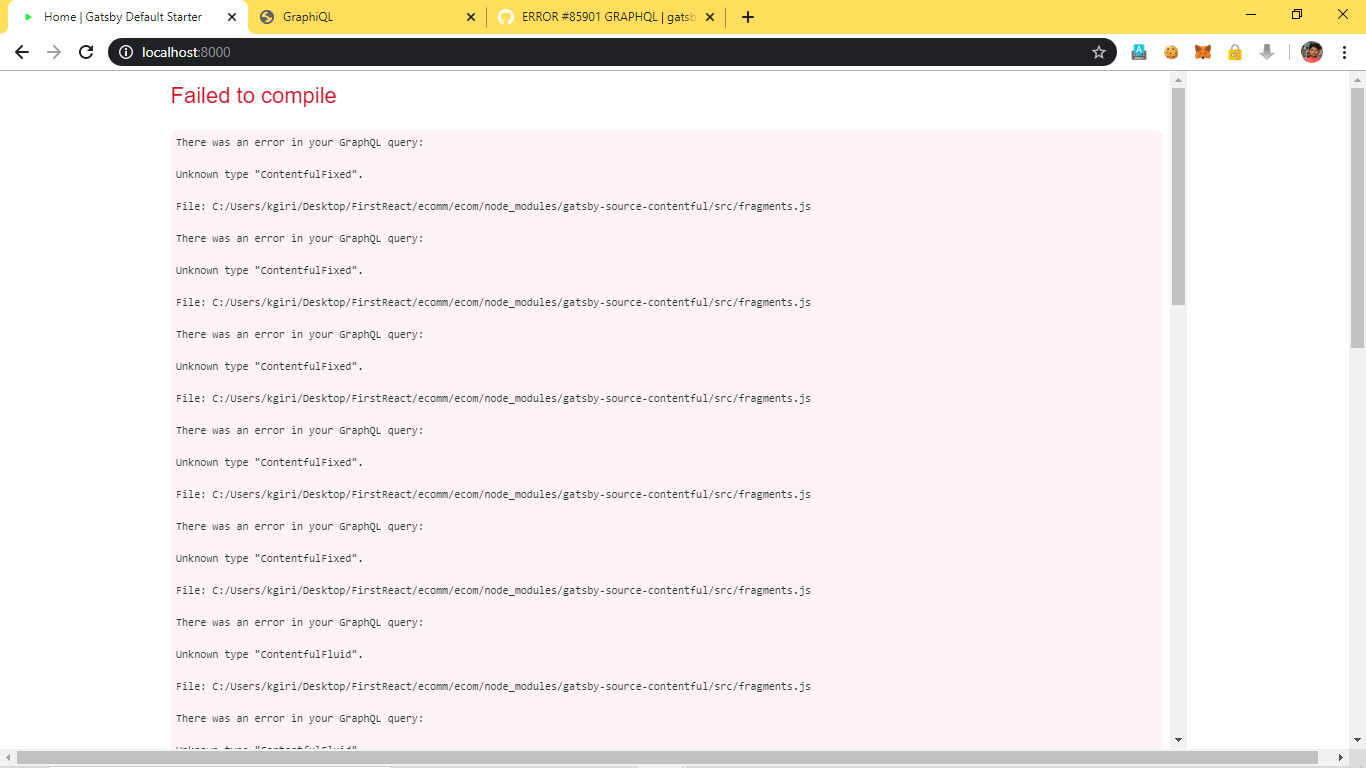 Home | Gatsby Default Starter
GraphiQL
ERROR #85901 GRAPHQL | gatsb
localhost:8000
Failed to compile
There was an error in your GraphQL query:
Unknown type "ContentfulFixed".
File: C:/Users/kgiri/Desktop/FirstReact/ecomm/ecom/node_modules/gatsby-source-contentful/src/fragments.js
There was an error in your GraphQL query:
Unknown type "ContentfulFixed".
File: C:/Users/kgiri/Desktop/FirstReact/ecomm/ecom/node_modules/gatsby-source-contentful/src/fragments.js
There was an error in your GraphQL query:
Unknown type "ContentfulFixed".
File: C:/Users/kgiri/Desktop/FirstReact/ecomm/ecom/node_modules/gatsby-source-contentful/src/fragments.js
There was an error in your GraphQL query:
Unknown type "ContentfulFixed".
File: C:/Users/kgiri/Desktop/FirstReact/ecomm/ecom/node_modules/gatsby-source-contentful/src/fragments.js
There was an error in your GraphQL query:
Unknown type "ContentfulFixed".
File: C:/Users/kgiri/Desktop/FirstReact/ecomm/ecom/node_modules/gatsby-source-contentful/src/fragments.js
There was an error in your GraphQL query:
Unknown type "ContentfulFluid".
File: C:/Users/kgiri/Desktop/FirstReact/ecomm/ecom/node_modules/gatsby-source-contentful/src/fragments.js
There was an error in your GraphQL query:
Unknown type "ContentfulFluid".